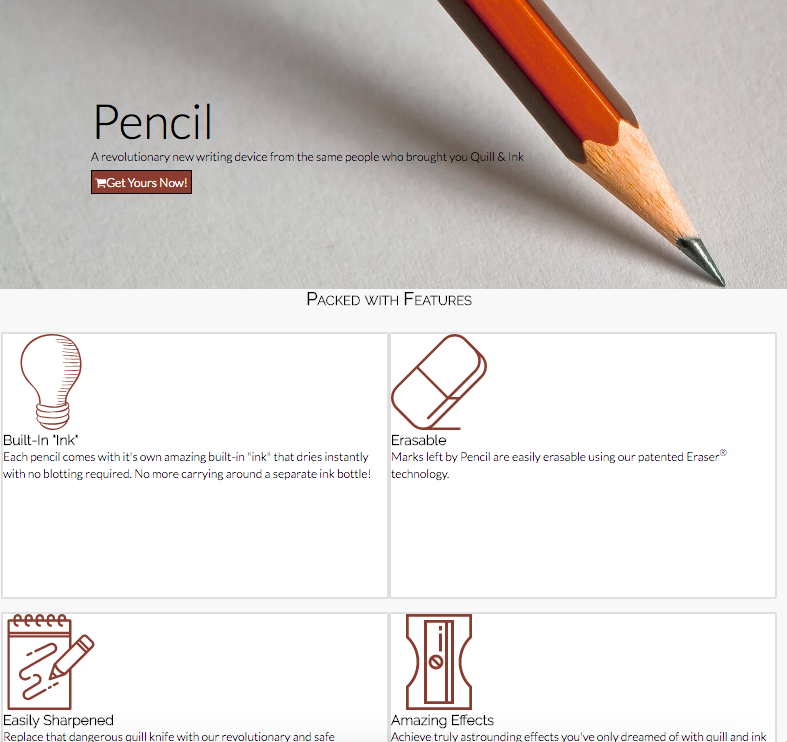 Pencil
A revolutionary new writing device from the same people who brought you Quill & Ink
Get Yours Now!
Packed with Features
Built-In "Ink"
Each pencil comes with it's own amazing built-in "ink" that dries instantly
with no blotting required. No more carrying around a separate ink bottle!
Erasable
Marks left by Pencil are easily erasable using our patented Eraser®
technology.
Easily Sharpened
Replace that dangerous quill knife with our revolutionary and safe
Amazing Effects
Achieve truly astrounding effects you've only dreamed of with quill and ink